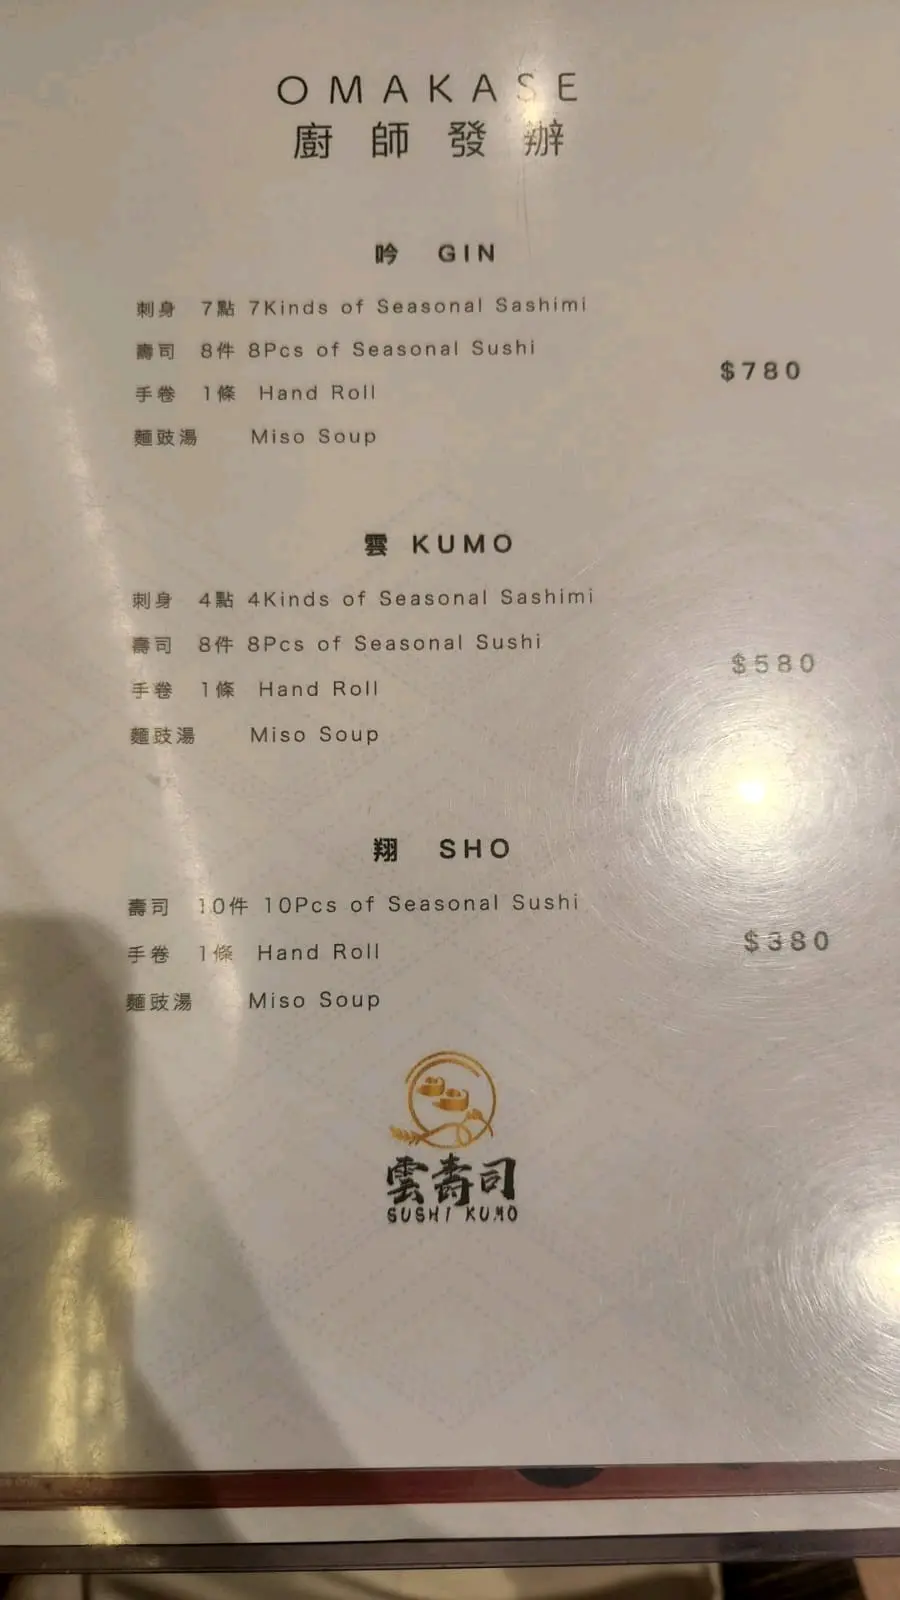 OMAKASE
廚師發辦
吟 GIN
刺身 7點 7Kinds of Seasonal Sashimi
壽司 8件 8Pcs of Seasonal Sushi
$780
手卷 1條 Hand Roll
麵豉湯 Miso Soup
雲 KUMO
刺身 4點 4Kinds of Seasonal Sashimi
壽司 8件 8Pcs of Seasonal Sushi
$580
手卷 1條 Hand Roll
麵豉湯 Miso Soup
翔 SHO
壽司 10件 10Pcs of Seasonal Sushi
$380
手卷 1條 Hand Roll
麵豉湯 Miso Soup
雲壽司
SUSHI KUMO